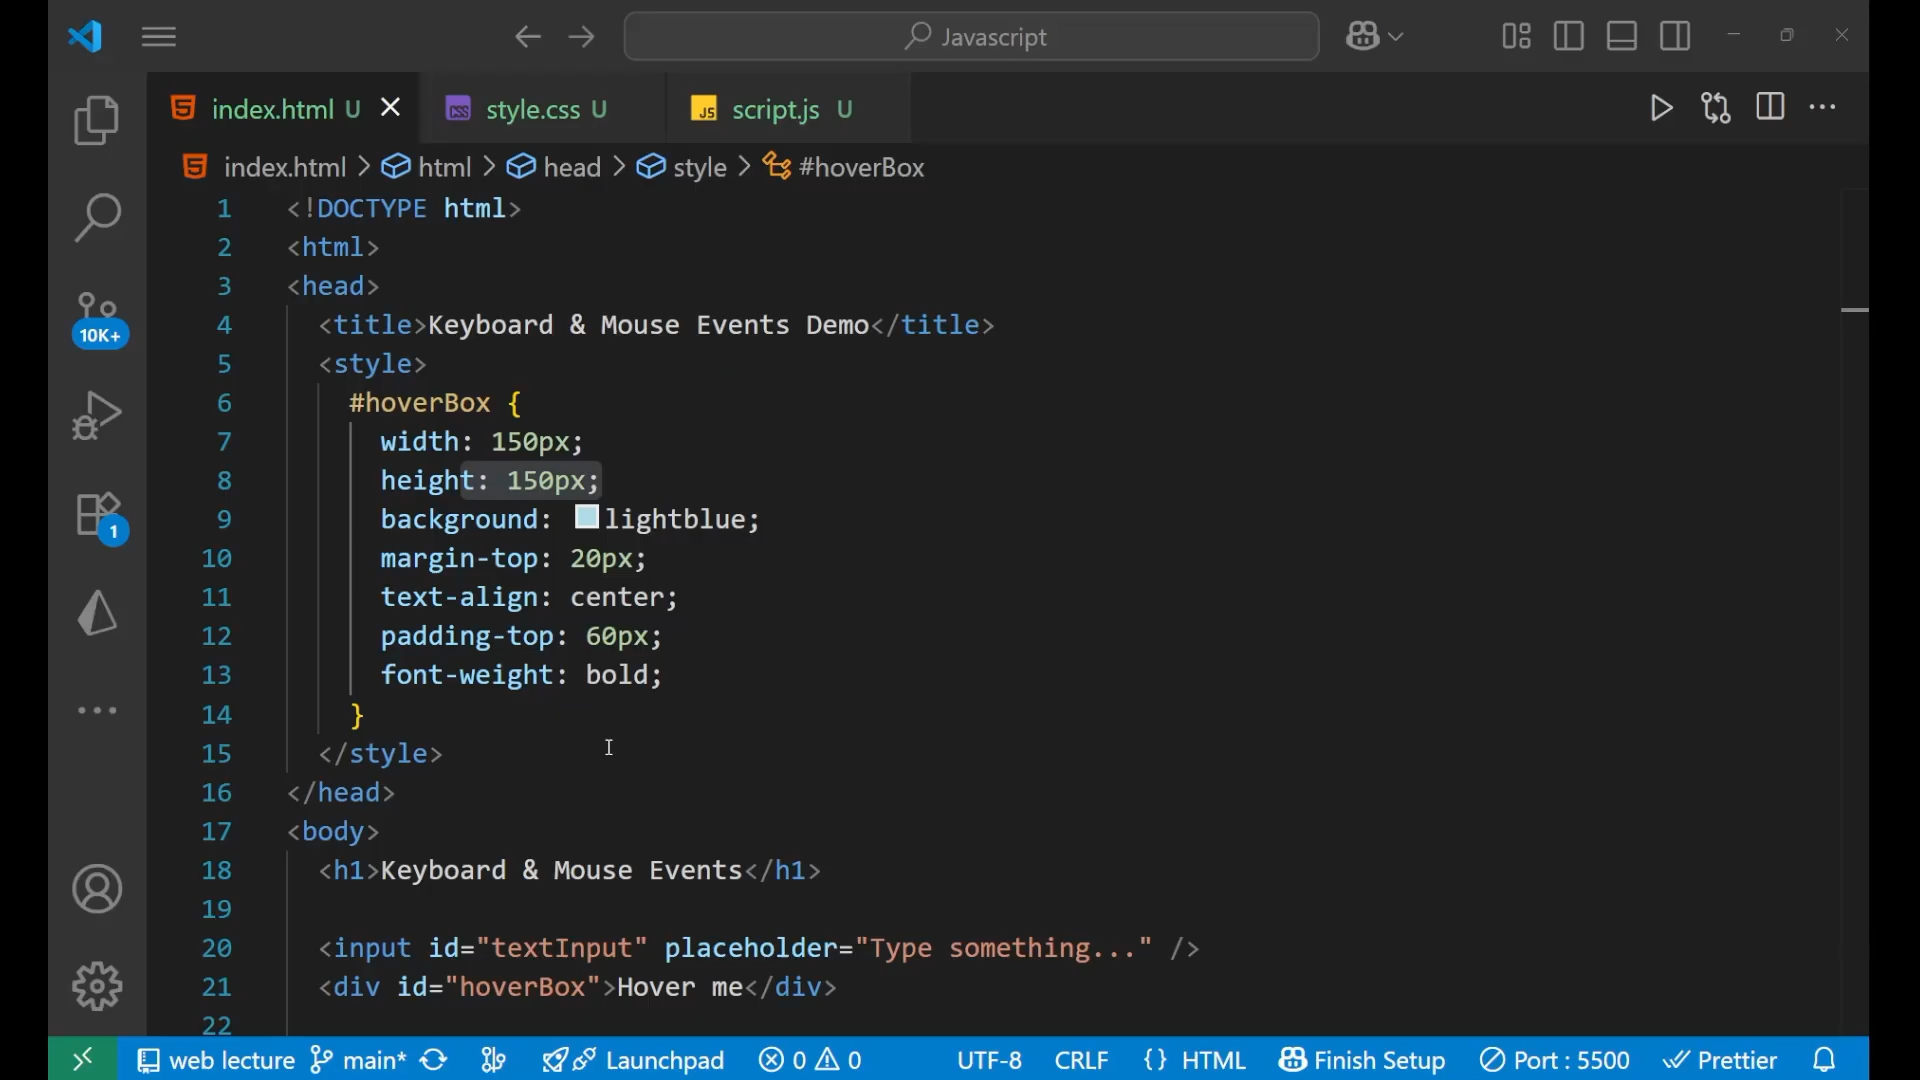 Javascript
index.html U style.css U script.js U
index.html > html > head > style > #hoverBox
1 <!DOCTYPE html>
2 <html>
3 <head>
4 <title>Keyboard & Mouse Events Demo</title>
5 <style>
6 #hoverBox {
7 width: 150px;
8 height: 150px;
9 background: lightblue;
10 margin-top: 20px;
11 text-align: center;
12 padding-top: 60px;
13 font-weight: bold;
14 }
15 </style>
16 </head>
17 <body>
18 <h1>Keyboard & Mouse Events</h1>
19
20 <input id="textInput" placeholder="Type something..." />
21 <div id="hoverBox">Hover me</div>
22
10K+
1
web lecture main* Launchpad 0 0 UTF-8 CRLF {} HTML Finish Setup Port : 5500 Prettier